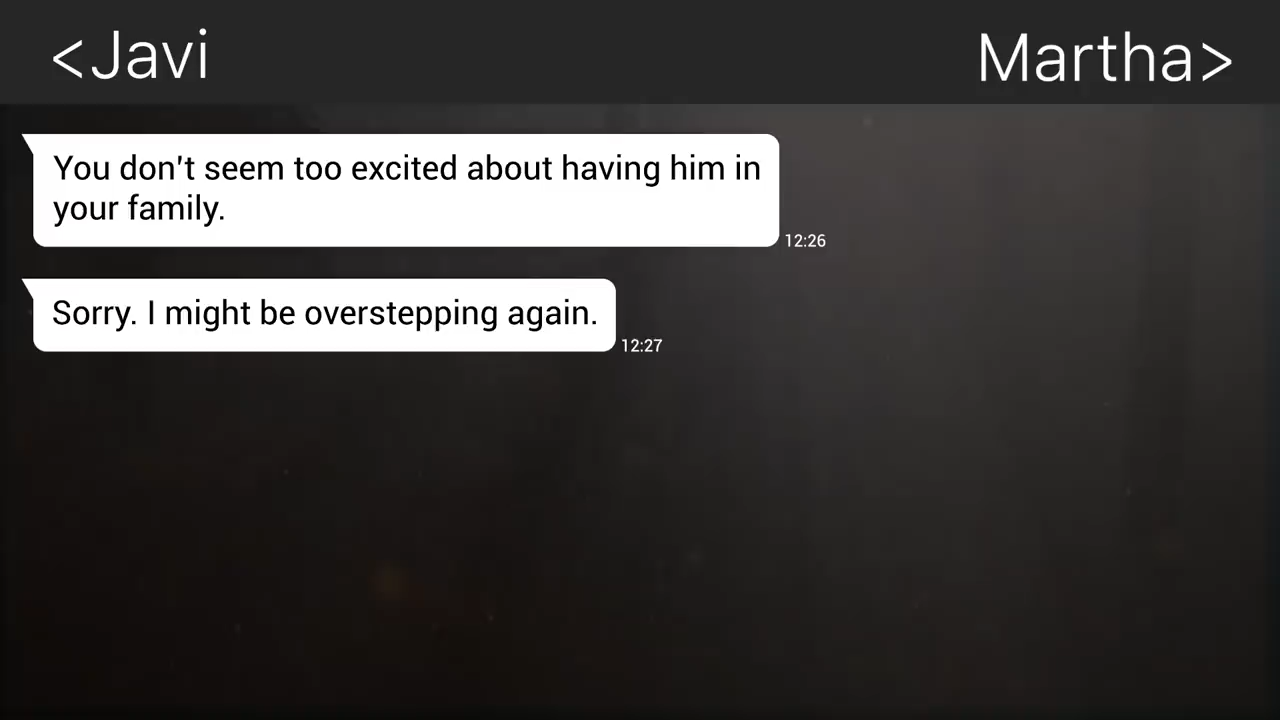 <Javi
Martha>
You don't seem too excited about having him in
your family.
12:26
Sorry. I might be overstepping again.
12:27